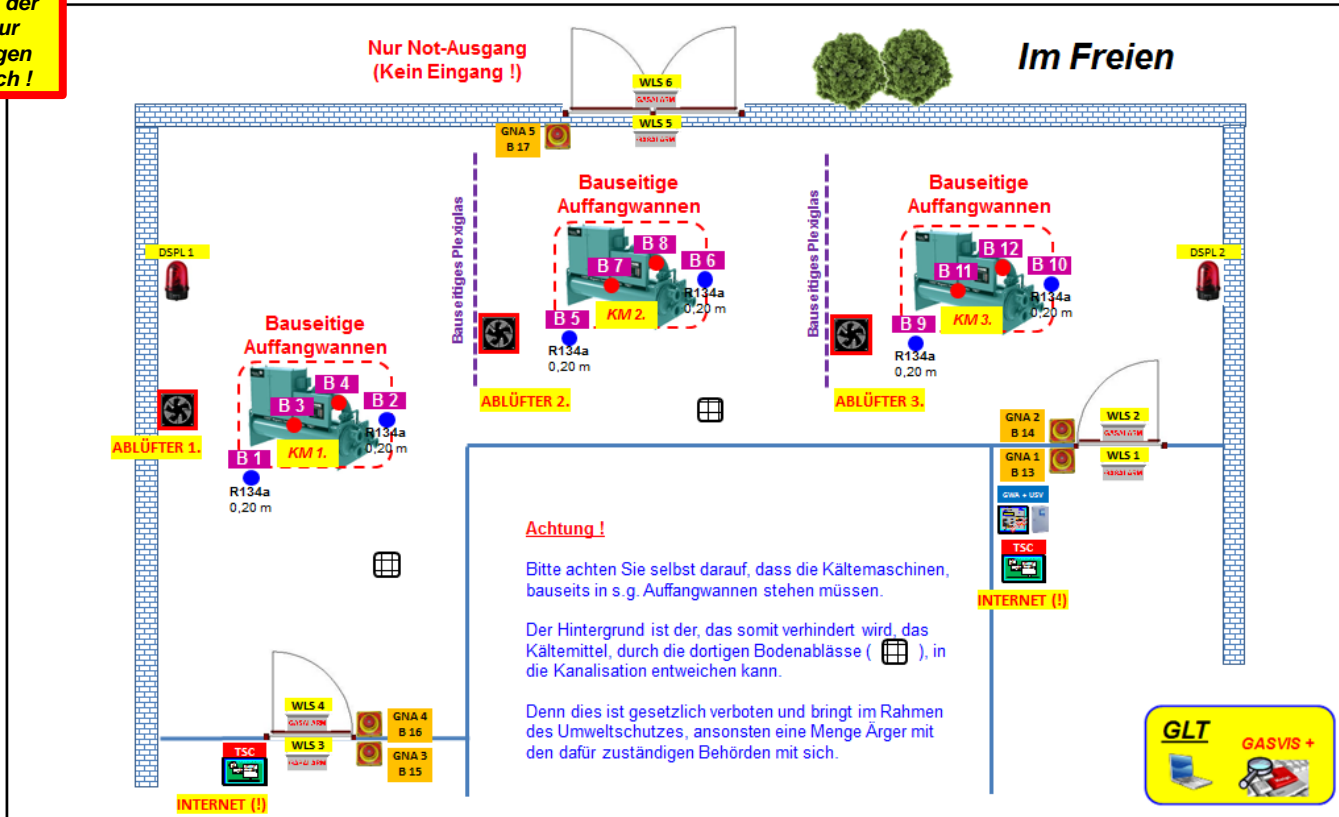 der
ur
gen
ch !
Nur Not-Ausgang
(Kein Eingang !)
Im Freien
WLS 6
GASALARM
WLS 5
GASALARM
GNA 5
B 17
Bauseitiges Plexiglas
Bauseitige
Auffangwannen
B 8
B 7
B 6
R134a
0,20 m
KM 2.
B 5
R134a
0,20 m
ABLÜFTER 2.
Bauseitiges Plexiglas
Bauseitige
Auffangwannen
B 12
B 11
B 10
R134a
0,20 m
KM 3.
B 9
R134a
0,20 m
ABLÜFTER 3.
DSPL 1
DSPL 2
Bauseitige
Auffangwannen
B 4
B 3
B 2
R134a
0,20 m
KM 1.
B 1
R134a
0,20 m
ABLÜFTER 1.
GNA 2
B 14
WLS 2
GASALARM
GNA 1
B 13
WLS 1
GASALARM
GWA + USV
TSC
INTERNET (!)
Achtung !
Bitte achten Sie selbst darauf, dass die Kältemaschinen,
bauseits in s.g. Auffangwannen stehen müssen.
Der Hintergrund ist der, das somit verhindert wird, das
Kältemittel, durch die dortigen Bodenablässe ( ), in
die Kanalisation entweichen kann.
Denn dies ist gesetzlich verboten und bringt im Rahmen
des Umweltschutzes, ansonsten eine Menge Ärger mit
den dafür zuständigen Behörden mit sich.
WLS 4
GASALARM
GNA 4
B 16
WLS 3
GASALARM
GNA 3
B 15
TSC
INTERNET (!)
GLT
GASVIS +